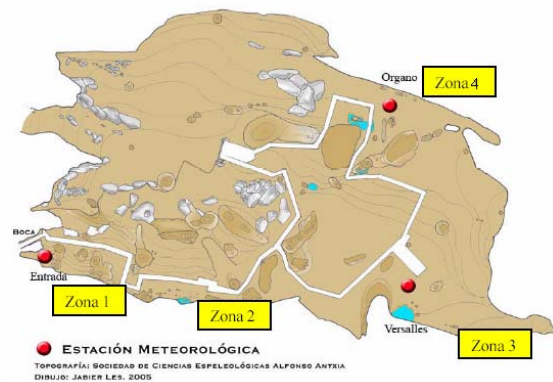 Organo
Zona 4
BOCA
Entrada
Zona 1
Zona 2
Versalles
Zona 3
ESTACIÓN METEOROLÓGICA
TOPOGRAFÍA: SOCIEDAD DE CIENCIAS ESPELEOLÓGICAS ALFONSO ANTXIA
DIBUJO: JABIER LES. 2005